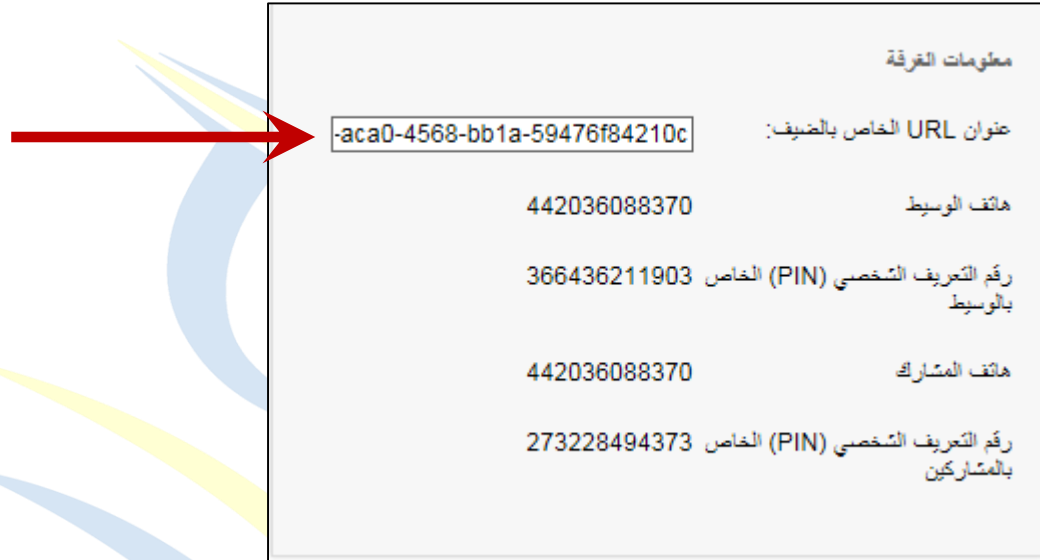 معلومات الغرفة
عنوان URL الخاص بالضيف: -aca0-4568-bb1a-59476f84210c
هاتف الوسيط 442036088370
رقم التعريف الشخصي (PIN) الخاص 366436211903
بالوسيط
هاتف المشارك 442036088370
رقم التعريف الشخصي (PIN) الخاص 273228494373
بالمشاركين